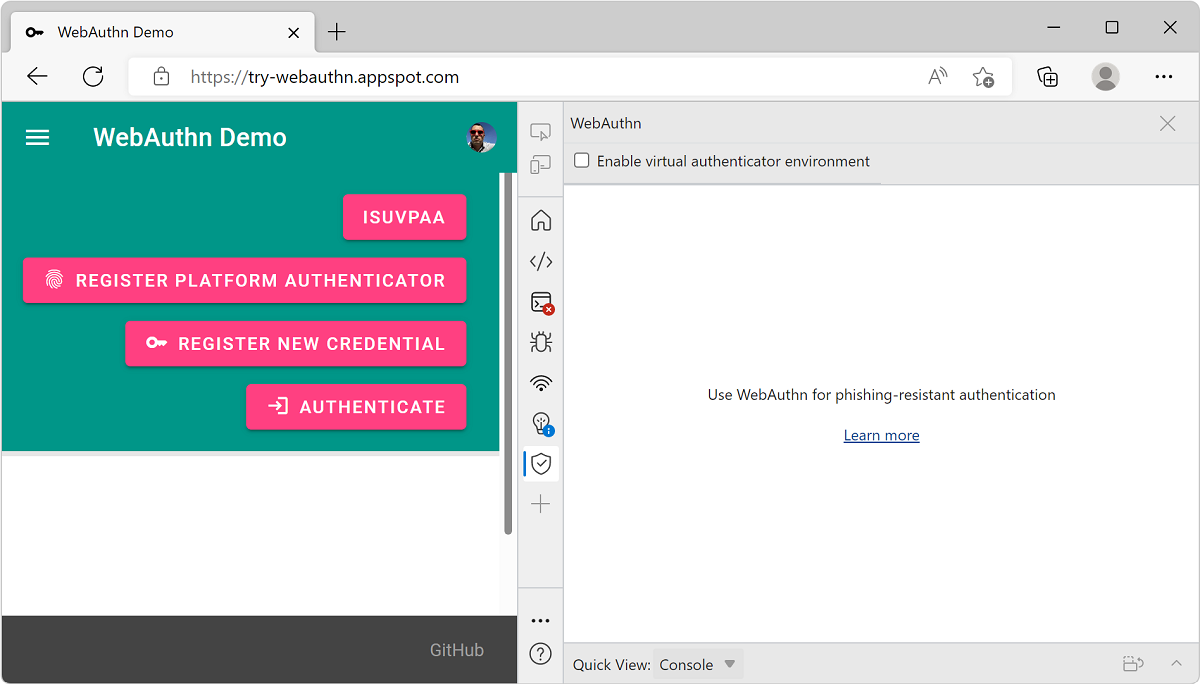 WebAuthn Demo
https://try-webauthn.appspot.com
WebAuthn Demo
ISUVPAA
REGISTER PLATFORM AUTHENTICATOR
REGISTER NEW CREDENTIAL
AUTHENTICATE
GitHub
WebAuthn
Enable virtual authenticator environment
Use WebAuthn for phishing-resistant authentication
Learn more
Quick View: Console